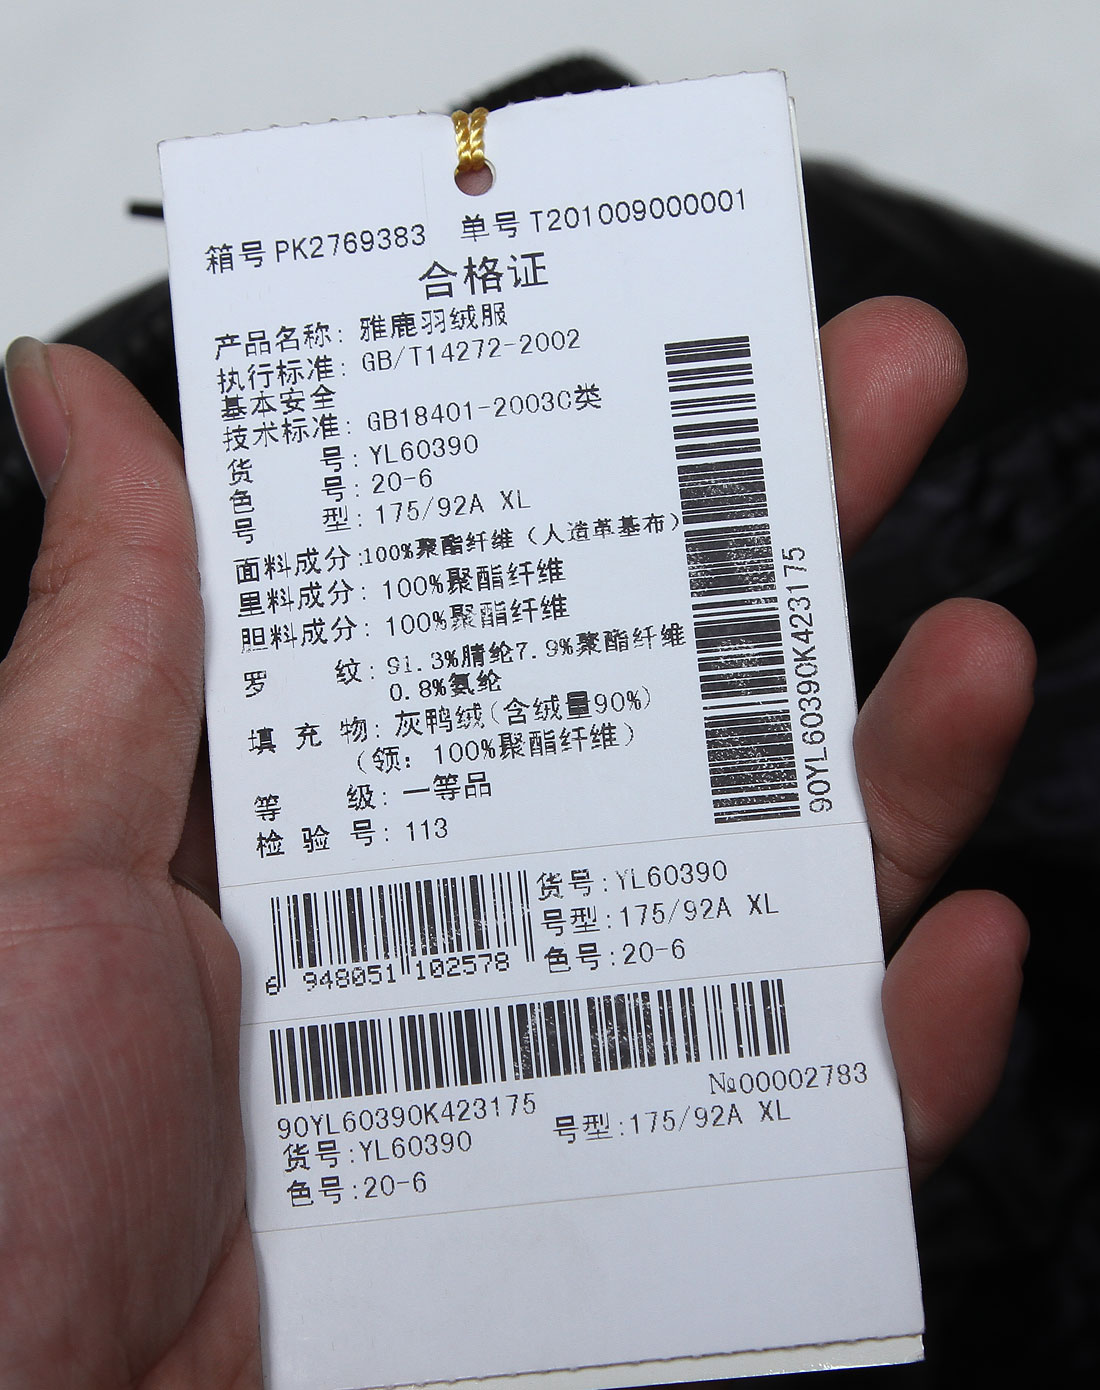 箱号 PK2769383 单号 T201009000001
合格证
产品名称: 雅鹿羽绒服
执行标准: GB/T14272-2002
基本安全
技术标准: GB18401-2003C类
货 号: YL60390
色 号: 20-6
号 型: 175/92A XL
面料成分:100%聚酯纤维(人造革基布)
里料成分: 100%聚酯纤维
胆料成分: 100%聚酯纤维
罗 纹: 91.3%腈纶7.9%聚酯纤维
0.8%氨纶
填 充 物: 灰鸭绒(含绒量90%)
(领: 100%聚酯纤维)
等 级: 一等品
检 验 号: 113
90YL60390K423175
6 948051 102578
货号:YL60390
号型:175/92A XL
色号:20-6
№00002783
90YL60390K423175
号型:175/92A XL
货号:YL60390
色号:20-6